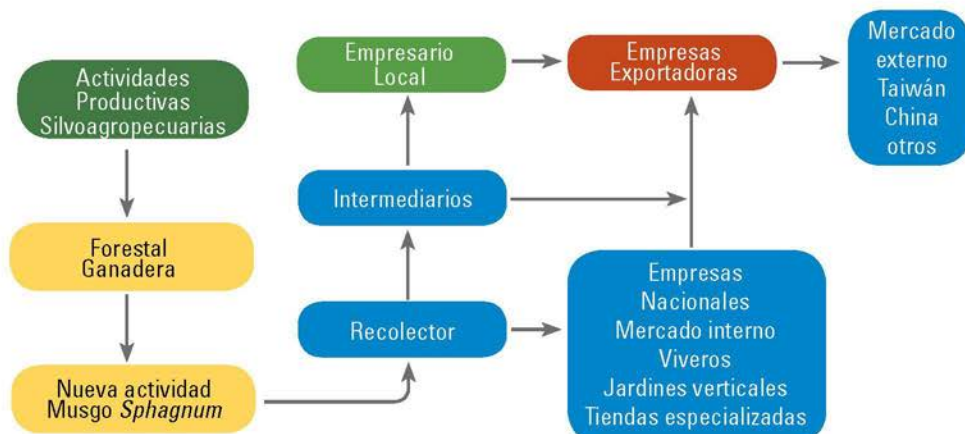 Actividades
Productivas
Silvoagropecuarias
Forestal
Ganadera
Nueva actividad
Musgo Sphagnum
Recolector
Intermediarios
Empresario
Local
Empresas
Exportadoras
Mercado
externo
Taiwán
China
otros
Empresas
Nacionales
Mercado interno
Viveros
Jardines verticales
Tiendas especializadas